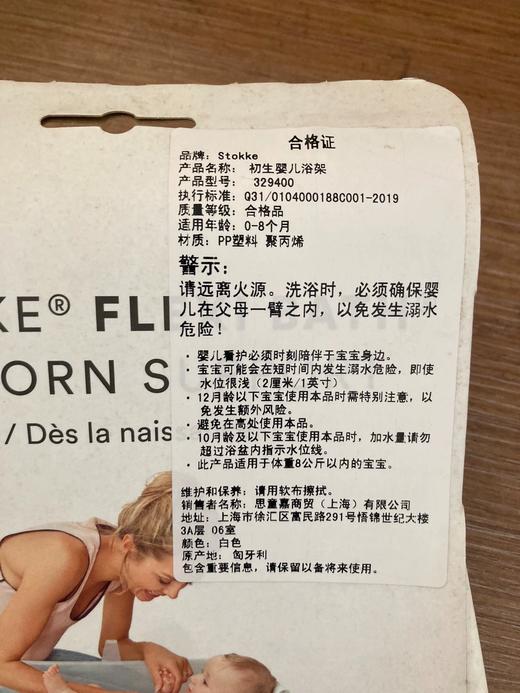 合格证
品牌: Stokke
产品名称: 初生婴儿浴架
产品型号: 329400
执行标准: Q31/0104000188C001-2019
质量等级: 合格品
适用年龄: 0-8个月
材质: PP塑料 聚丙烯
警示:
请远离火源。洗浴时，必须确保婴
儿在父母一臂之内，以免发生溺水
危险!
· 婴儿看护必须时刻陪伴于宝宝身边。
· 宝宝可能会在短时间内发生溺水危险，即使
水位很浅（2厘米/1英寸）
· 12月龄以下宝宝使用本品时需特别注意，以
免发生额外风险。
· 避免在高处使用本品。
· 10月龄及以下宝宝使用本品时，加水量请勿
超过浴盆内指示水位线。
· 此产品适用于体重8公斤以内的宝宝。
维护和保养: 请用软布擦拭。
销售者名称: 思童嘉商贸（上海）有限公司
地址: 上海市徐汇区富民路291号悟锦世纪大楼
3A层 06室
颜色: 白色
原产地: 匈牙利
包含重要信息，请保留以备将来使用。
KE® FL
ORN S
/ Dès la nais